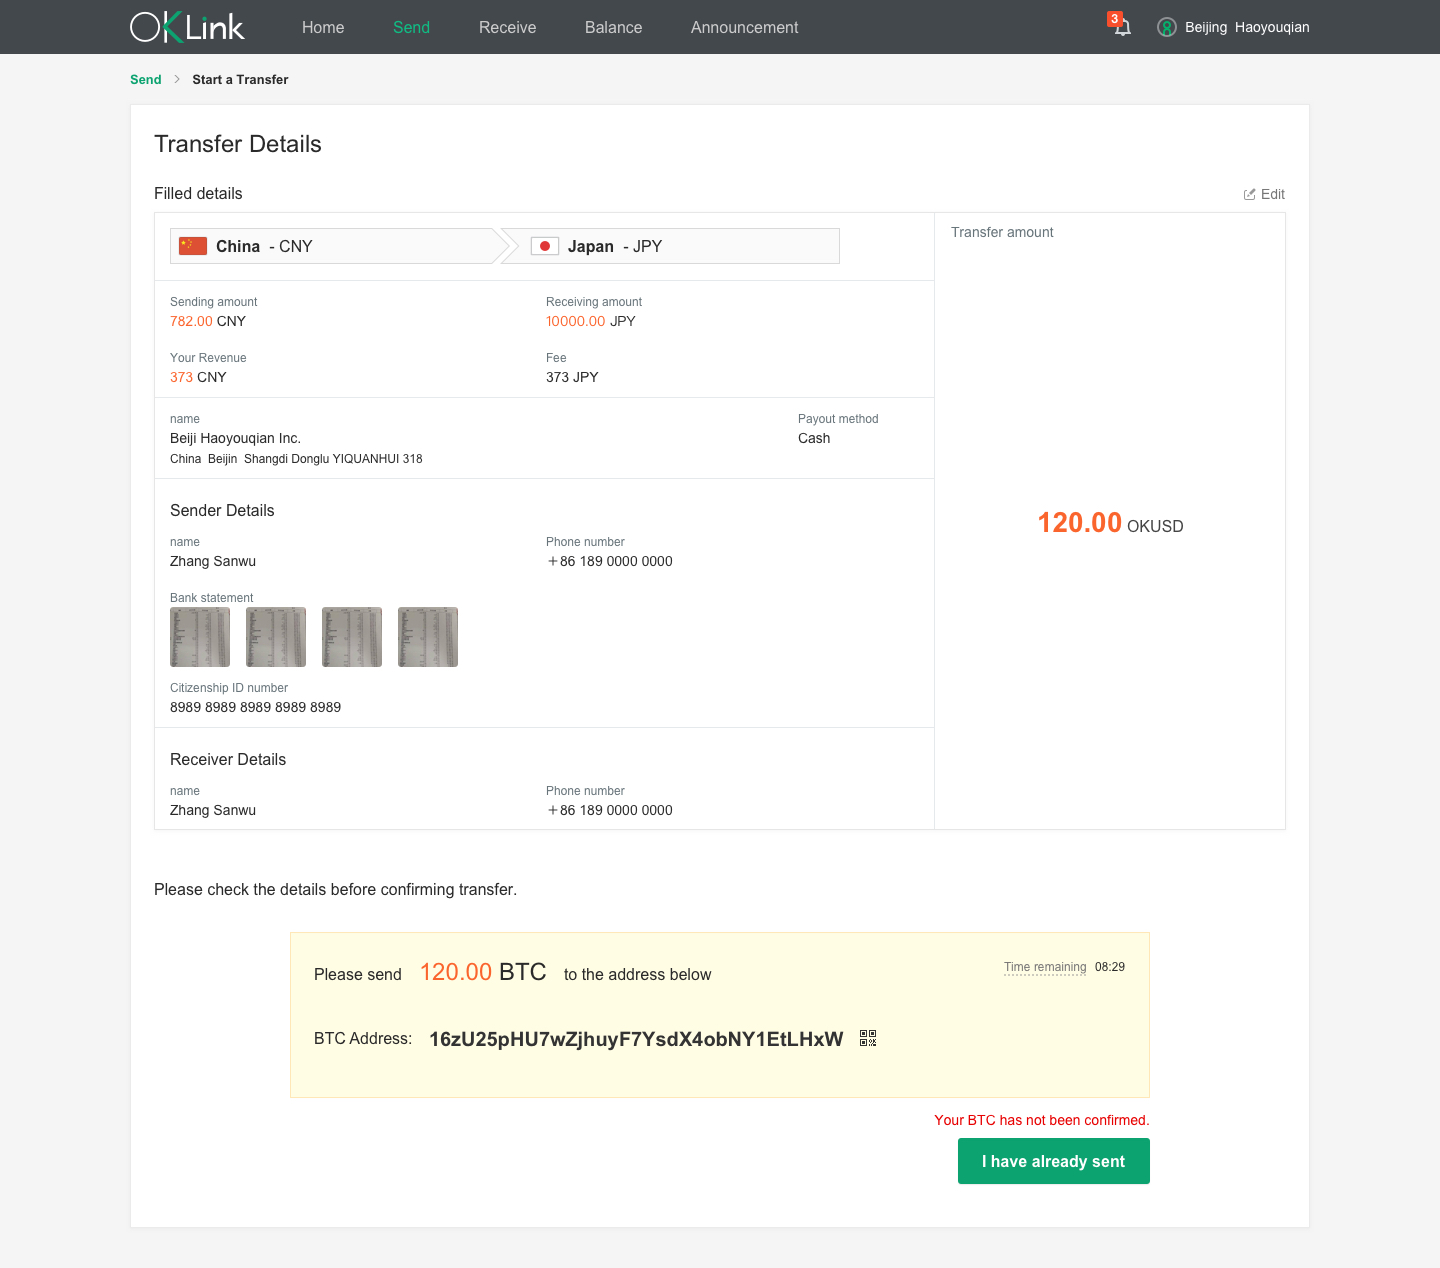 OKLink Home Send Receive Balance Announcement 3 Beijing Haoyouqian
Send Start a Transfer
Transfer Details
Filled details Edit
China - CNY Japan - JPY
Transfer amount
Sending amount Receiving amount
782.00 CNY 10000.00 JPY
Your Revenue Fee
373 CNY 373 JPY
name Payout method
Beiji Haoyouqian Inc. Cash
China Beijin Shangdi Donglu YIQUANHUI 318
120.00 OKUSD
Sender Details
name Phone number
Zhang Sanwu +86 189 0000 0000
Bank statement
Citizenship ID number
8989 8989 8989 8989 8989
Receiver Details
name Phone number
Zhang Sanwu +86 189 0000 0000
Please check the details before confirming transfer.
Please send 120.00 BTC to the address below Time remaining 08:29
BTC Address: 16zU25pHU7wZjhuyF7YsdX4obNY1EtLHxW
Your BTC has not been confirmed.
I have already sent